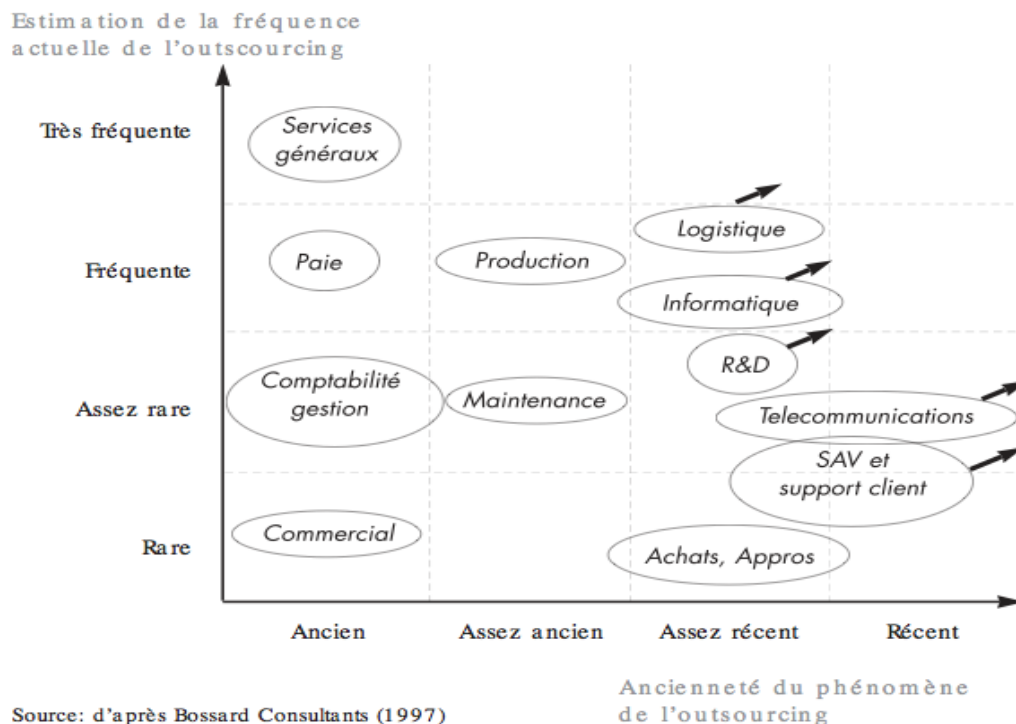 Estimation de la fréquence
actuelle de l'outscourcing
Très fréquente
Services
généraux
Logistique
Fréquente
Paie
Production
Informatique
R&D
Assez rare
Comptabilité
gestion
Maintenance
Telecommunications
SAV et
support client
Rare
Commercial
Achats, Appros
Ancien
Assez ancien
Assez récent
Récent
Ancienneté du phénomène
de l'outsourcing
Source: d'après Bossard Consultants (1997)